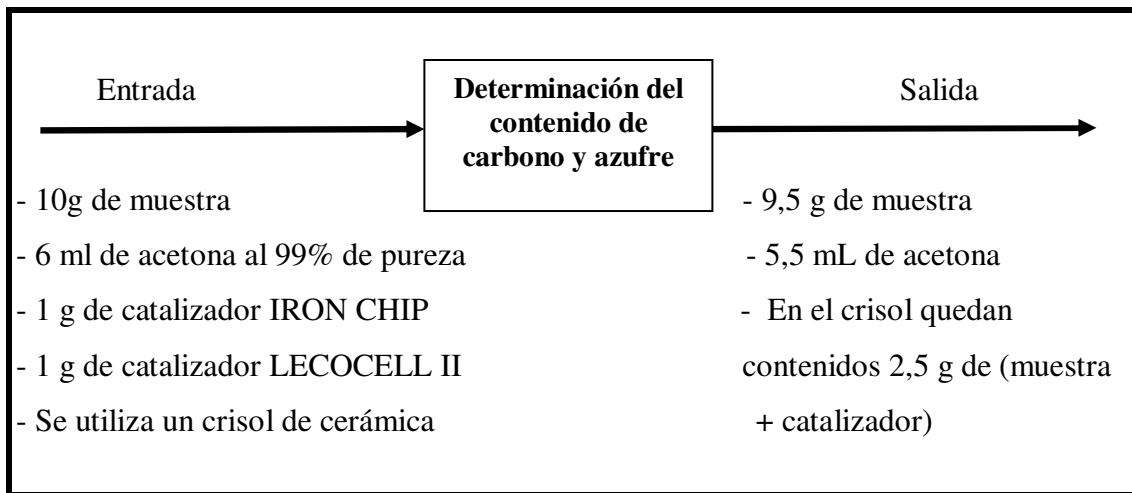 Entrada
Determinación del
contenido de
carbono y azufre
Salida
- 10g de muestra
- 6 ml de acetona al 99% de pureza
- 1 g de catalizador IRON CHIP
- 1 g de catalizador LECOCELL II
- Se utiliza un crisol de cerámica
- 9,5 g de muestra
- 5,5 mL de acetona
- En el crisol quedan
contenidos 2,5 g de (muestra
+ catalizador)